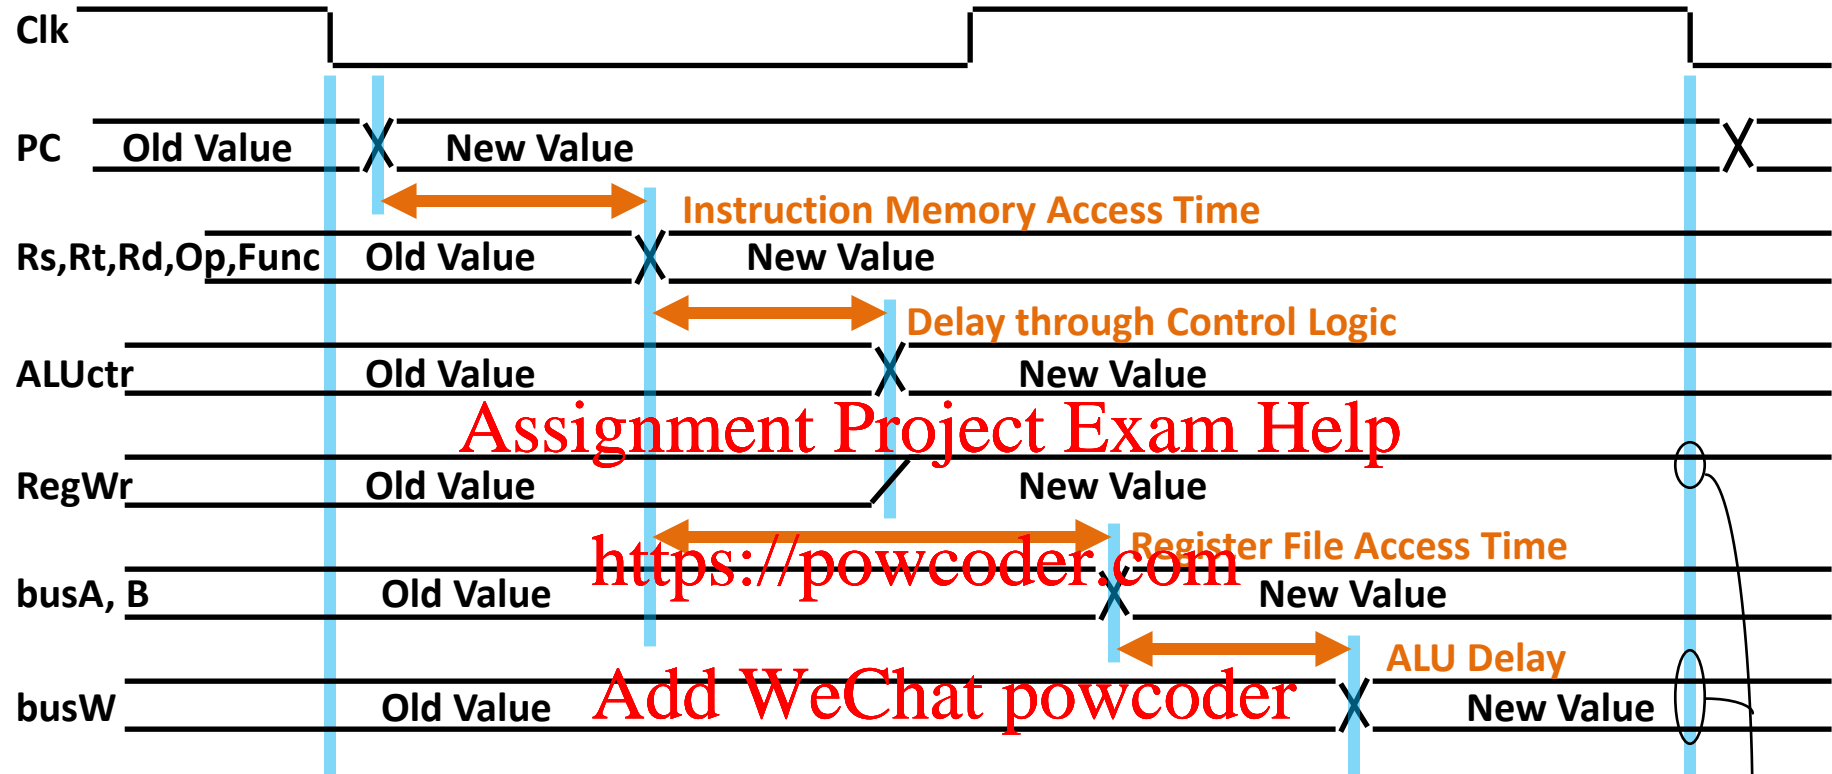 Clk
PC Old Value New Value
Instruction Memory Access Time
Rs,Rt,Rd,Op,Func Old Value New Value
Delay through Control Logic
ALUctr Old Value New Value
Assignment Project Exam Help
RegWr Old Value New Value
Register File Access Time
https://powcoder.com
busA, B Old Value New Value
ALU Delay
Add WeChat powcoder
busW Old Value New Value